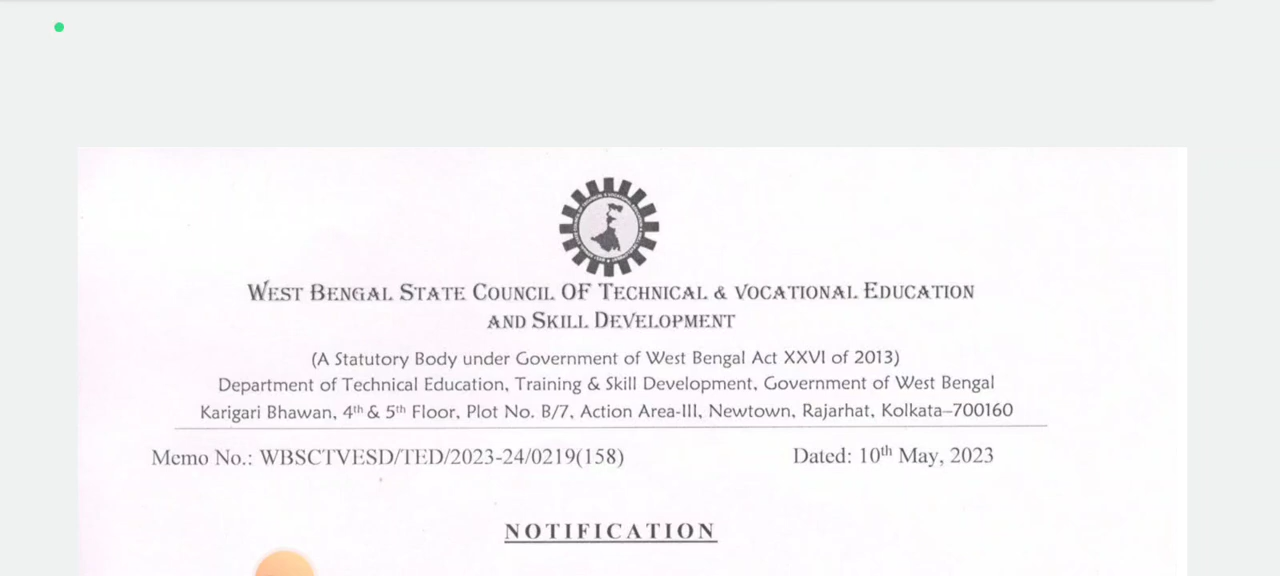 WEST BENGAL STATE COUNCIL OF TECHNICAL & VOCATIONAL EDUCATION
AND SKILL DEVELOPMENT
(A Statutory Body under Government of West Bengal Act XXVI of 2013)
Department of Technical Education, Training & Skill Development, Government of West Bengal
Karigari Bhawan, 4th & 5th Floor, Plot No. B/7, Action Area-III, Newtown, Rajarhat, Kolkata–700160
Memo No.: WBSCTVESD/TED/2023-24/0219(158) Dated: 10th May, 2023
NOTIFICATION